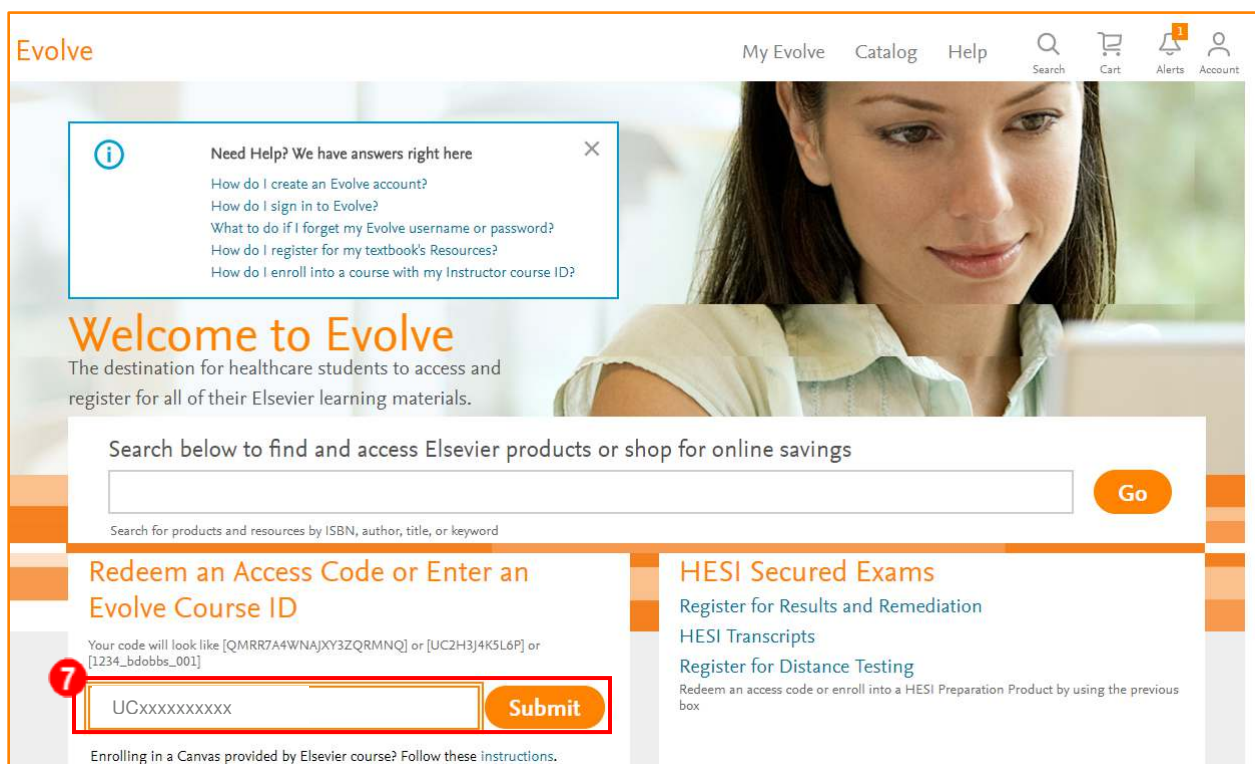 Evolve
My Evolve Catalog Help
Search Cart 1 Alerts Account
Need Help? We have answers right here
How do I create an Evolve account?
How do I sign in to Evolve?
What to do if I forget my Evolve username or password?
How do I register for my textbook's Resources?
How do I enroll into a course with my Instructor course ID?
Welcome to Evolve
The destination for healthcare students to access and
register for all of their Elsevier learning materials.
Search below to find and access Elsevier products or shop for online savings
Go
Search for products and resources by ISBN, author, title, or keyword
Redeem an Access Code or Enter an
Evolve Course ID
Your code will look like [QMRR7A4WNAJXY3ZQRMNQ] or [UC2H3J4K5L6P] or
[1234_bdobbs_001]
7
UCxxxxxxxxxx
Submit
Enrolling in a Canvas provided by Elsevier course? Follow these instructions.
HESI Secured Exams
Register for Results and Remediation
HESI Transcripts
Register for Distance Testing
Redeem an access code or enroll into a HESI Preparation Product by using the previous
box